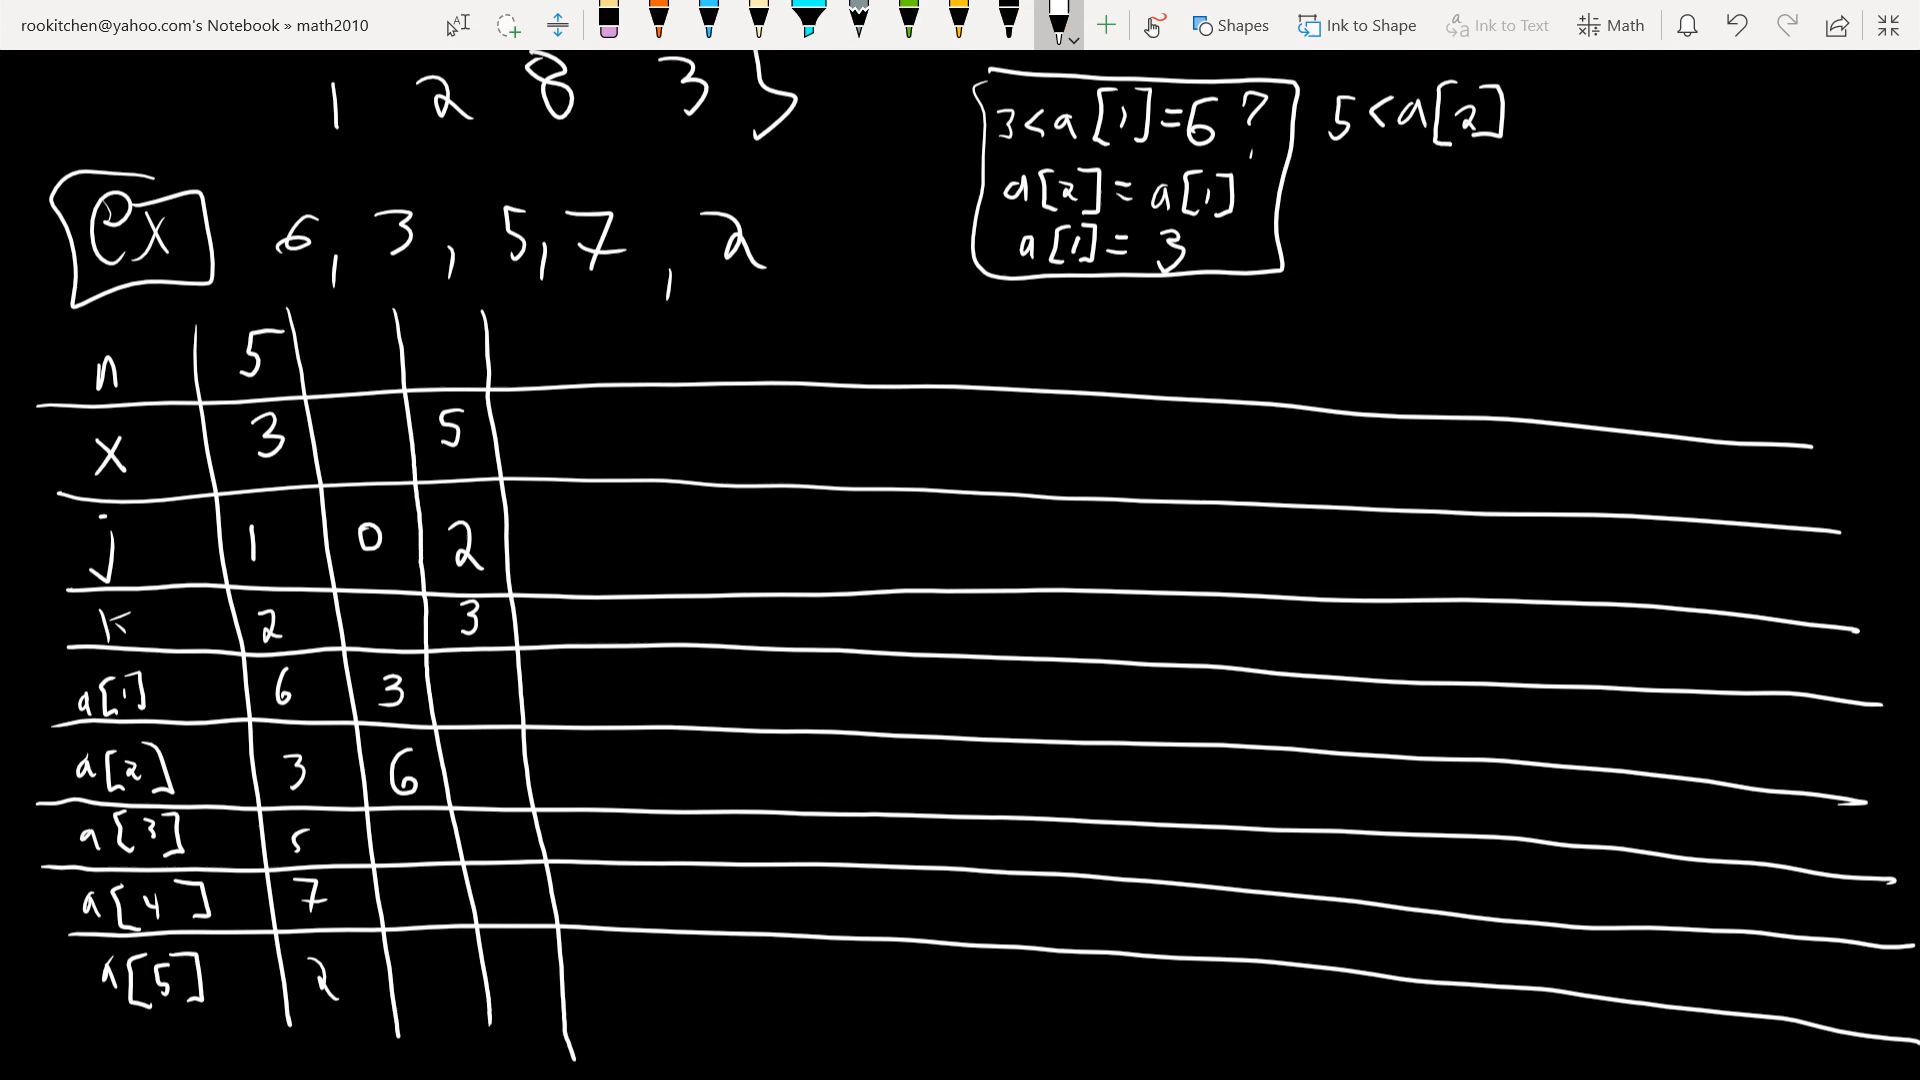 rookitchen@yahoo.com's Notebook » math2010
Shapes Ink to Shape Ink to Text Math
1 2 8 3
3 < a[1] = 6 ?
a[2] = a[1]
a[1] = 3
5 < a[2]
ex 6, 3, 5, 7, 2
n 5
x 3 5
j 1 0 2
k 2 3
a[1] 6 3
a[2] 3 6
a[3] 5
a[4] 7
a[5] 2